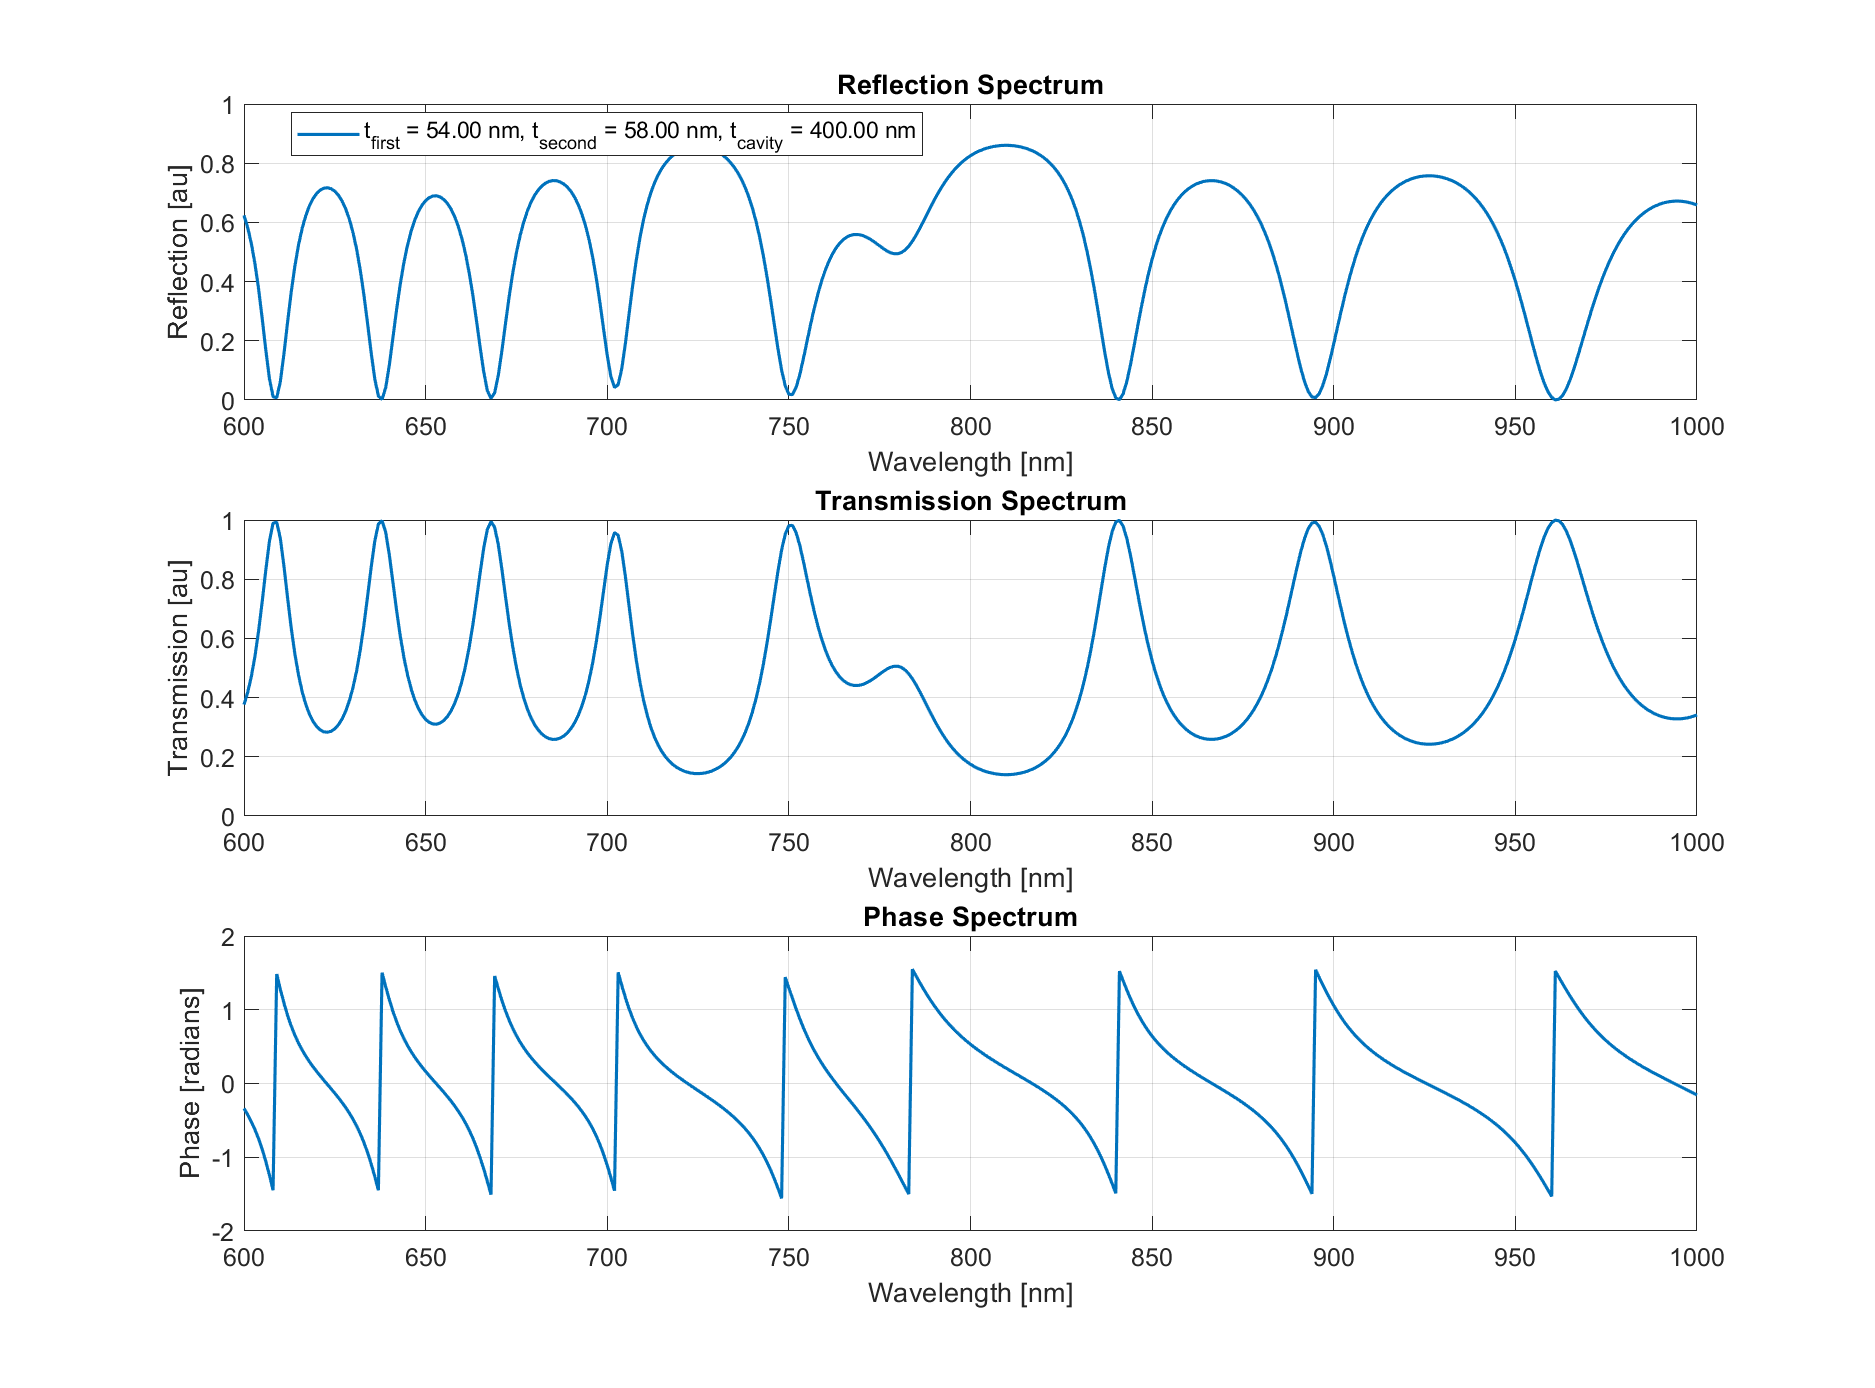 Reflection Spectrum
t_first = 54.00 nm, t_second = 58.00 nm, t_cavity = 400.00 nm
Reflection [au]
1
0.8
0.6
0.4
0.2
0
600 650 700 750 800 850 900 950 1000
Wavelength [nm]
Transmission Spectrum
Transmission [au]
1
0.8
0.6
0.4
0.2
0
600 650 700 750 800 850 900 950 1000
Wavelength [nm]
Phase Spectrum
Phase [radians]
2
1
0
-1
-2
600 650 700 750 800 850 900 950 1000
Wavelength [nm]